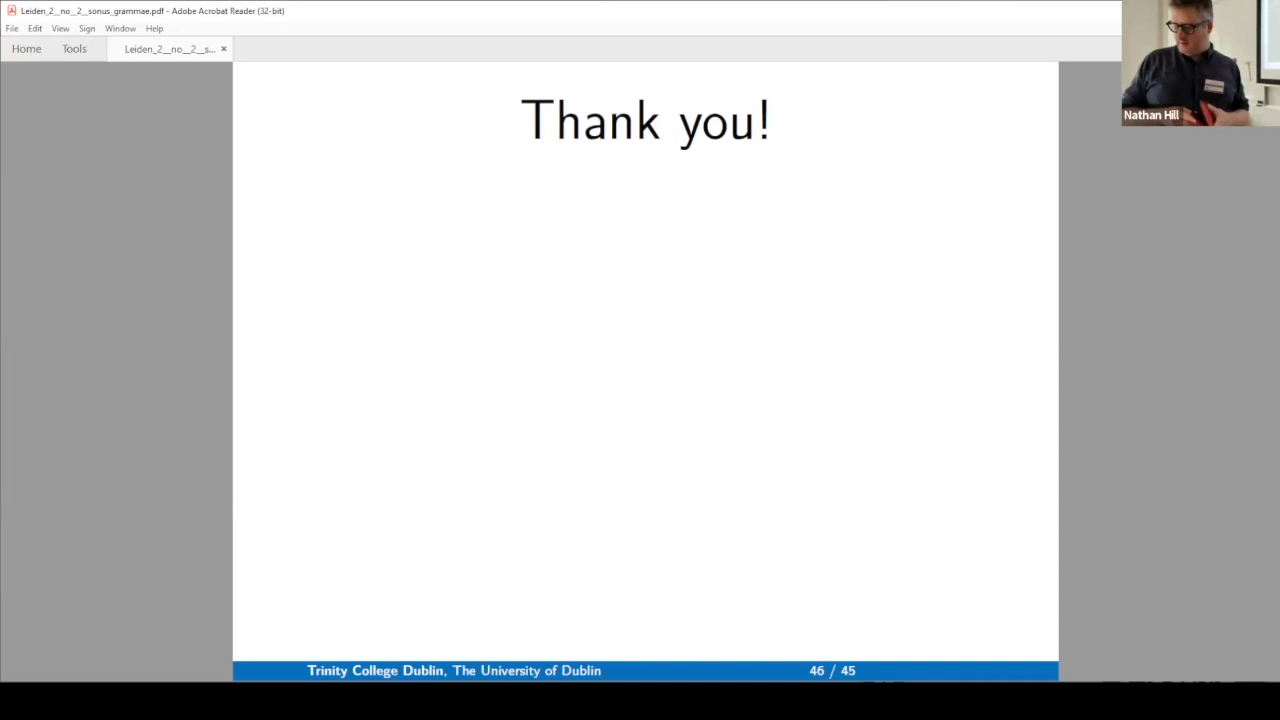 Leiden_2__no__2__sonus_grammae.pdf - Adobe Acrobat Reader (32-bit)
File Edit View Sign Window Help
Home Tools Leiden_2__no__2__s... ×
Nathan Hill
Thank you!
Trinity College Dublin, The University of Dublin 46 / 45